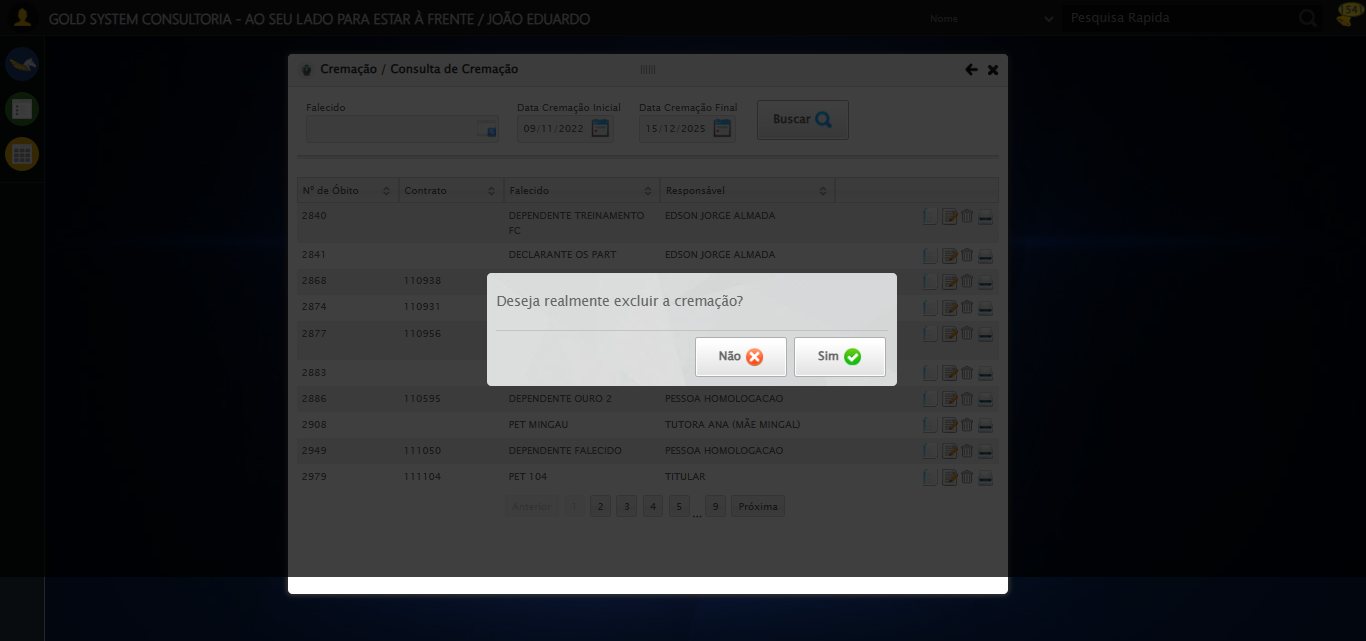 GOLD SYSTEM CONSULTORIA - AO SEU LADO PARA ESTAR À FRENTE / JOÃO EDUARDO
Nome
Pesquisa Rapida
54
Cremação / Consulta de Cremação
Falecido
Data Cremação Inicial
Data Cremação Final
09/11/2022
15/12/2025
Buscar
Nº de Óbito Contrato Falecido Responsável
2840 DEPENDENTE TREINAMENTO FC EDSON JORGE ALMADA
2841 DECLARANTE OS PART EDSON JORGE ALMADA
2868 110938
2874 110931
2877 110956
2883
2886 110595 DEPENDENTE OURO 2 PESSOA HOMOLOGACAO
2908 PET MINGAU TUTORA ANA (MÃE MINGAL)
2949 111050 DEPENDENTE FALECIDO PESSOA HOMOLOGACAO
2979 111104 PET 104 TITULAR
Anterior 1 2 3 4 5 ... 9 Próxima
Deseja realmente excluir a cremação?
Não
Sim